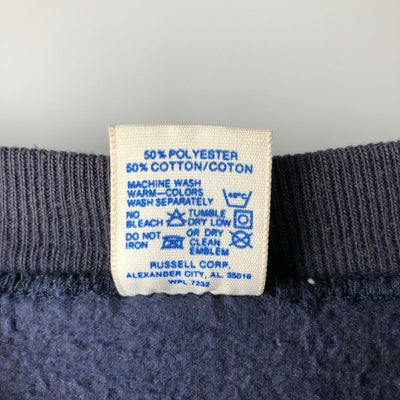 50% POLYESTER
50% COTTON/COTON
MACHINE WASH
WARM-COLORS
WASH SEPARATELY
40°C
NO
BLEACH
TUMBLE
DRY LOW
DO NOT
IRON
OR DRY
CLEAN
EMBLEM
RUSSELL CORP.
ALEXANDER CITY, AL. 35010
WPL 7232